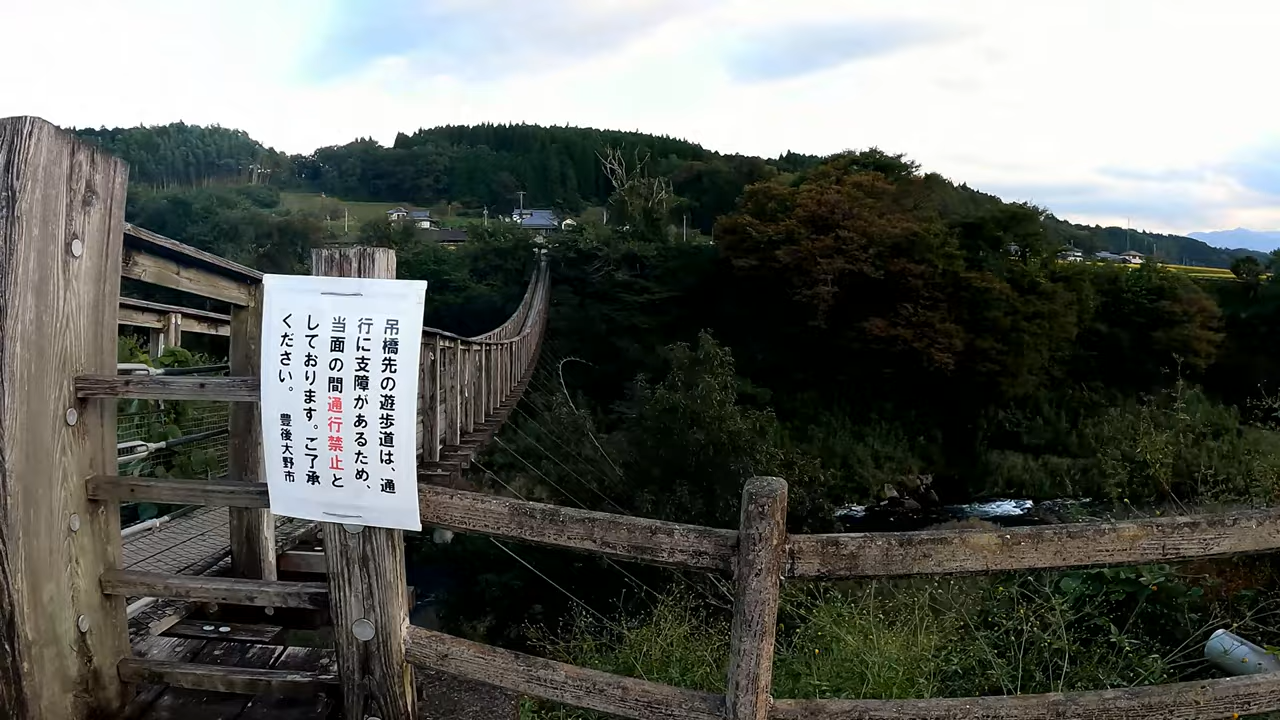 吊橋先の遊歩道は、通
行に支障があるため、
当面の間通行禁止と
しております。ご了承
ください。 豊後大野市